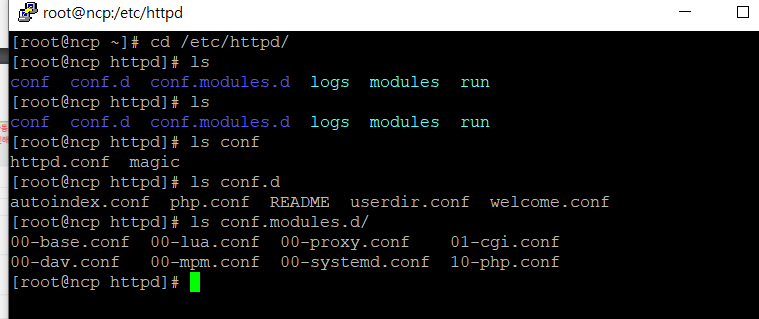 root@ncp:/etc/httpd
[root@ncp ~]# cd /etc/httpd/
[root@ncp httpd]# ls
conf  conf.d  conf.modules.d  logs  modules  run
[root@ncp httpd]# ls
conf  conf.d  conf.modules.d  logs  modules  run
[root@ncp httpd]# ls conf
httpd.conf  magic
[root@ncp httpd]# ls conf.d
autoindex.conf  php.conf  README  userdir.conf  welcome.conf
[root@ncp httpd]# ls conf.modules.d/
00-base.conf  00-lua.conf  00-proxy.conf    01-cgi.conf
00-dav.conf   00-mpm.conf  00-systemd.conf  10-php.conf
[root@ncp httpd]#